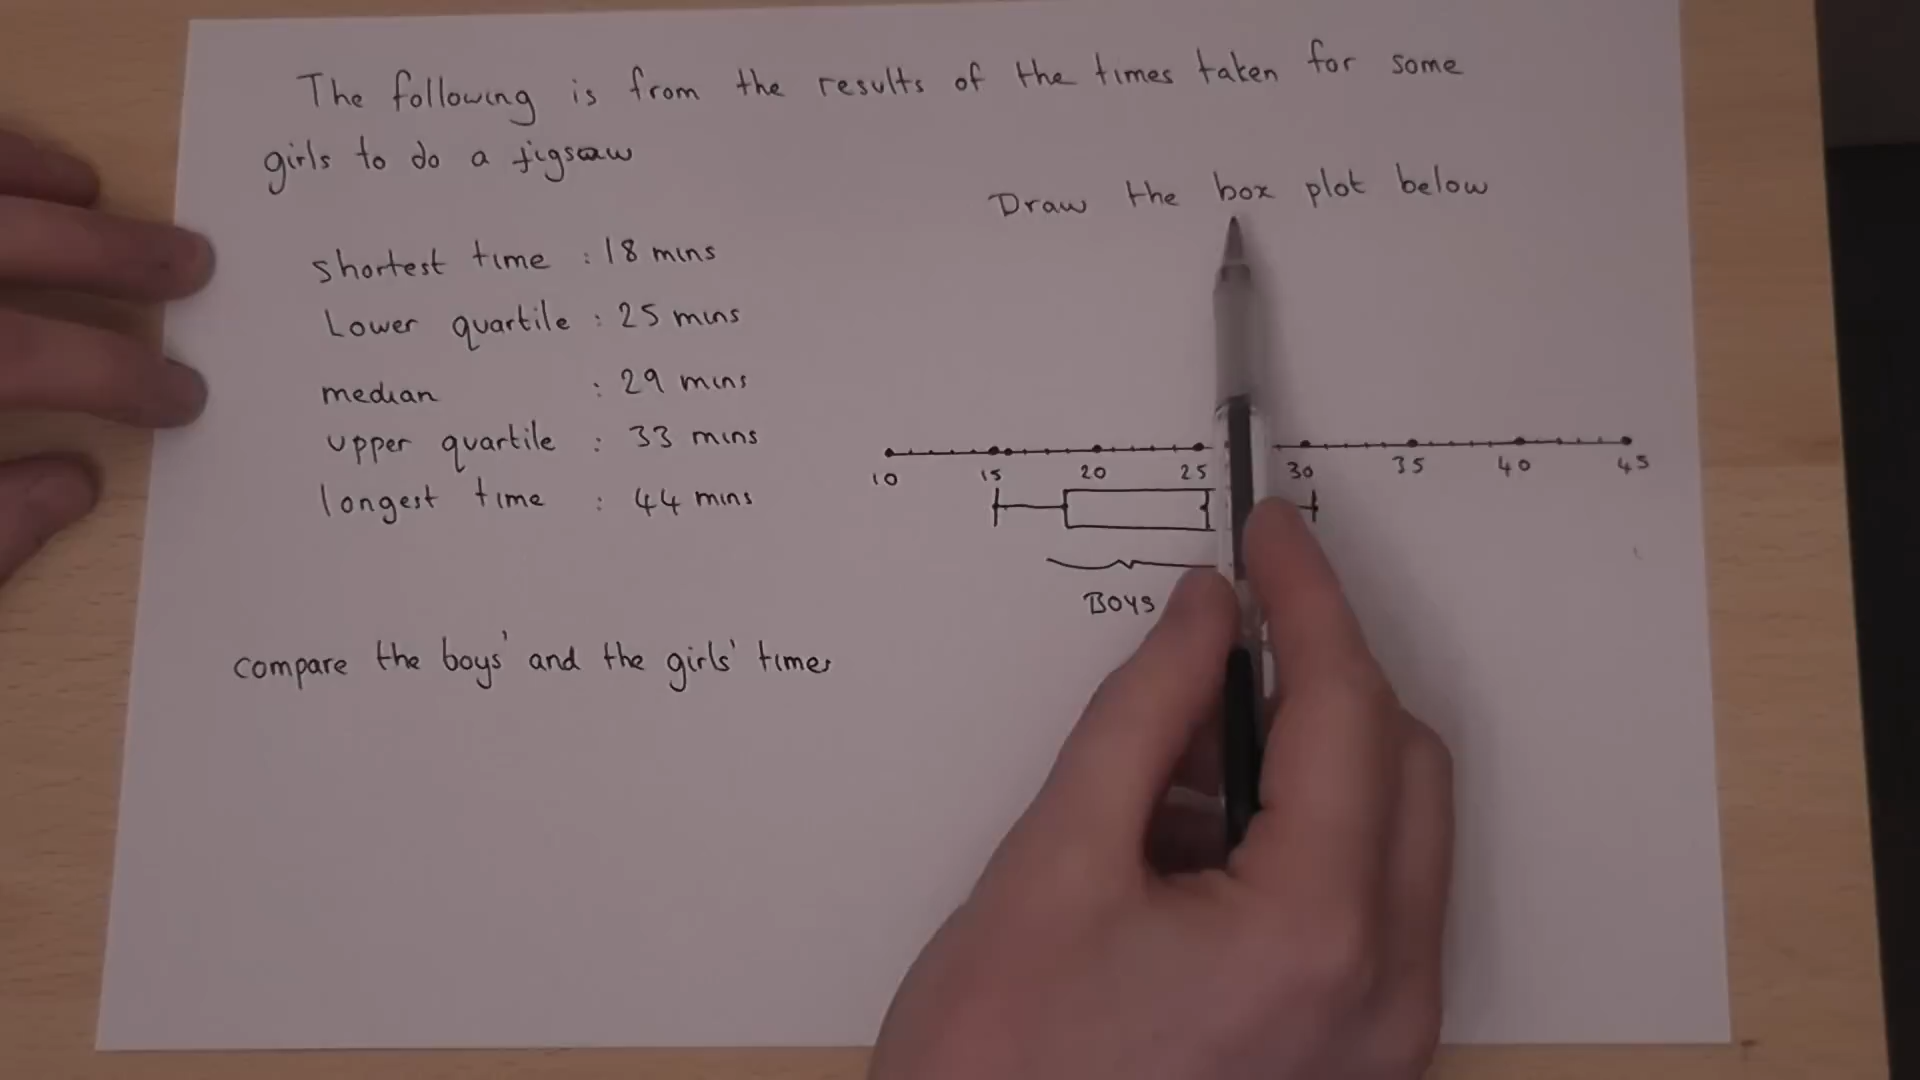 The following is from the results of the times taken for some
girls to do a jigsaw
Draw the box plot below
shortest time : 18 mins
Lower quartile : 25 mins
median : 29 mins
upper quartile : 33 mins
longest time : 44 mins
10 15 20 25 30 35 40 45
Boys
compare the boys' and the girls' times